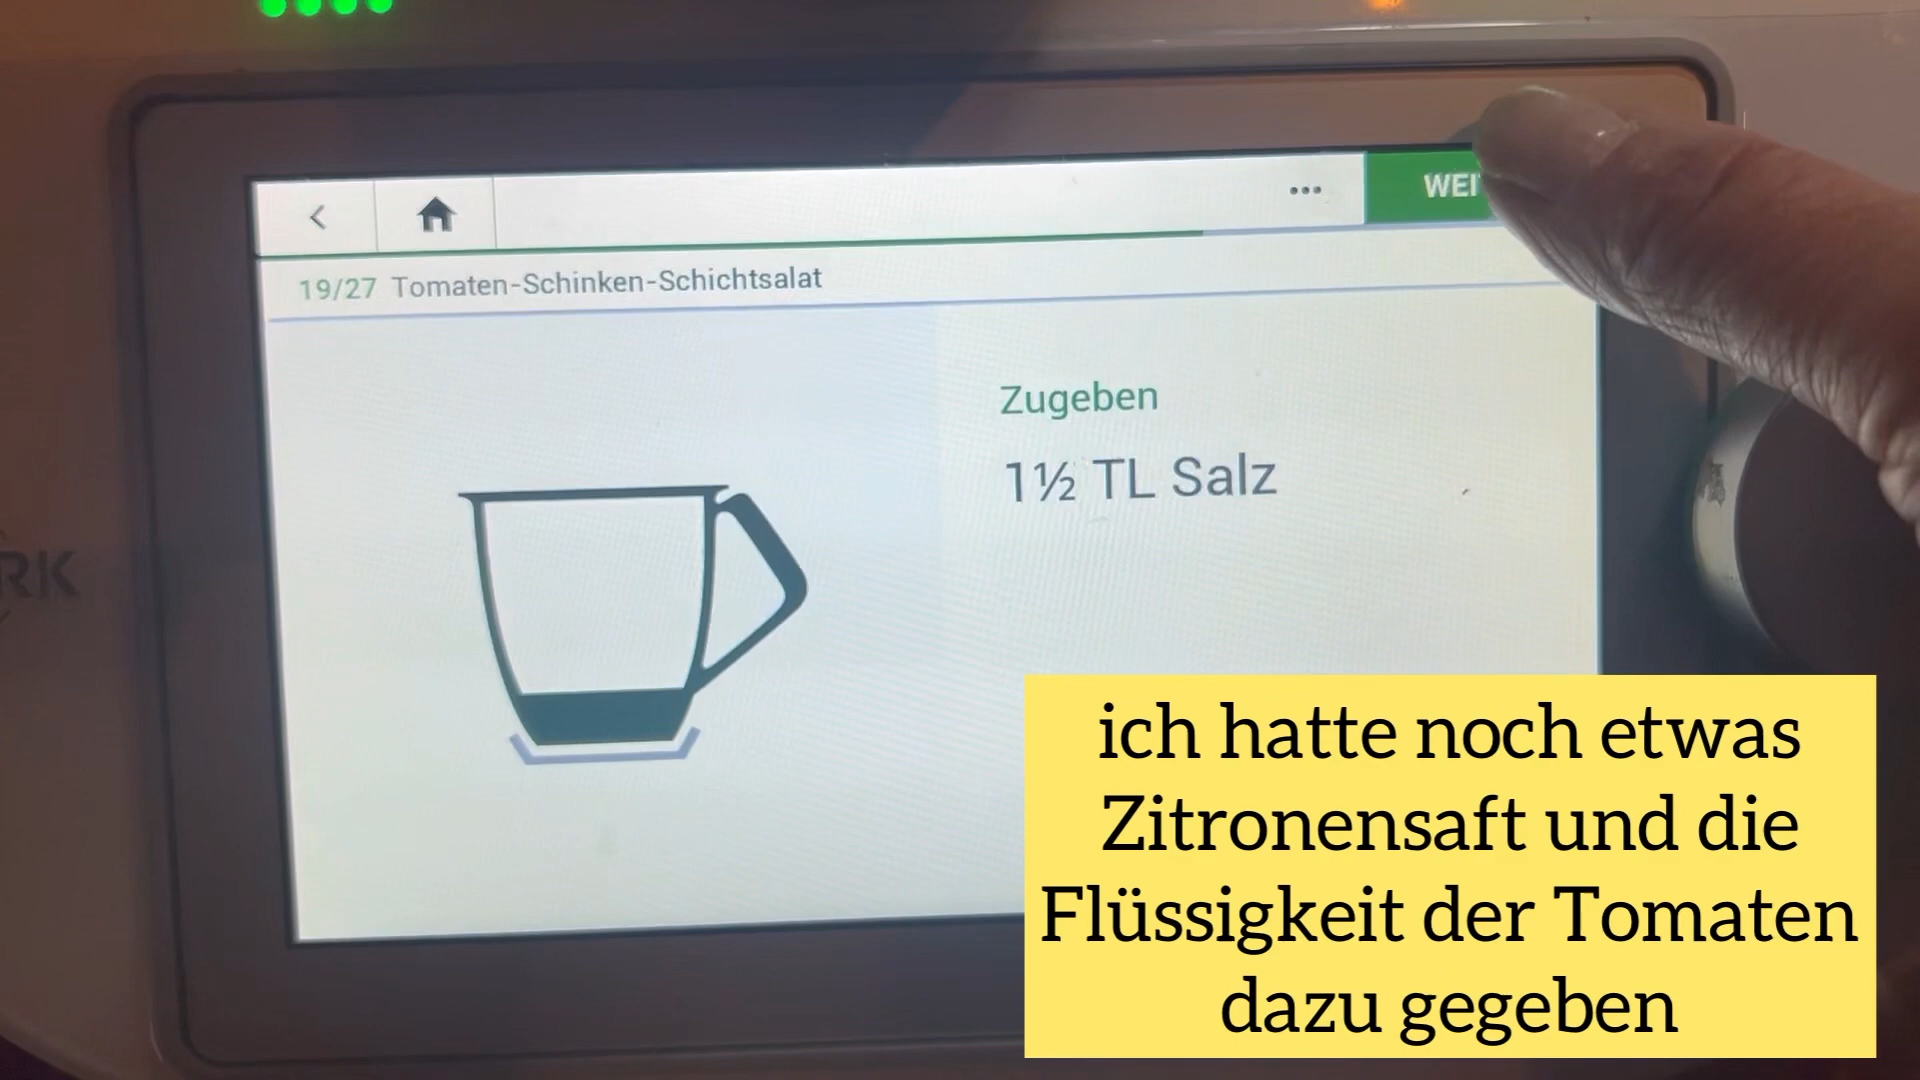 WEI
19/27 Tomaten-Schinken-Schichtsalat
Zugeben
1½ TL Salz
RK
ich hatte noch etwas
Zitronensaft und die
Flüssigkeit der Tomaten
dazu gegeben